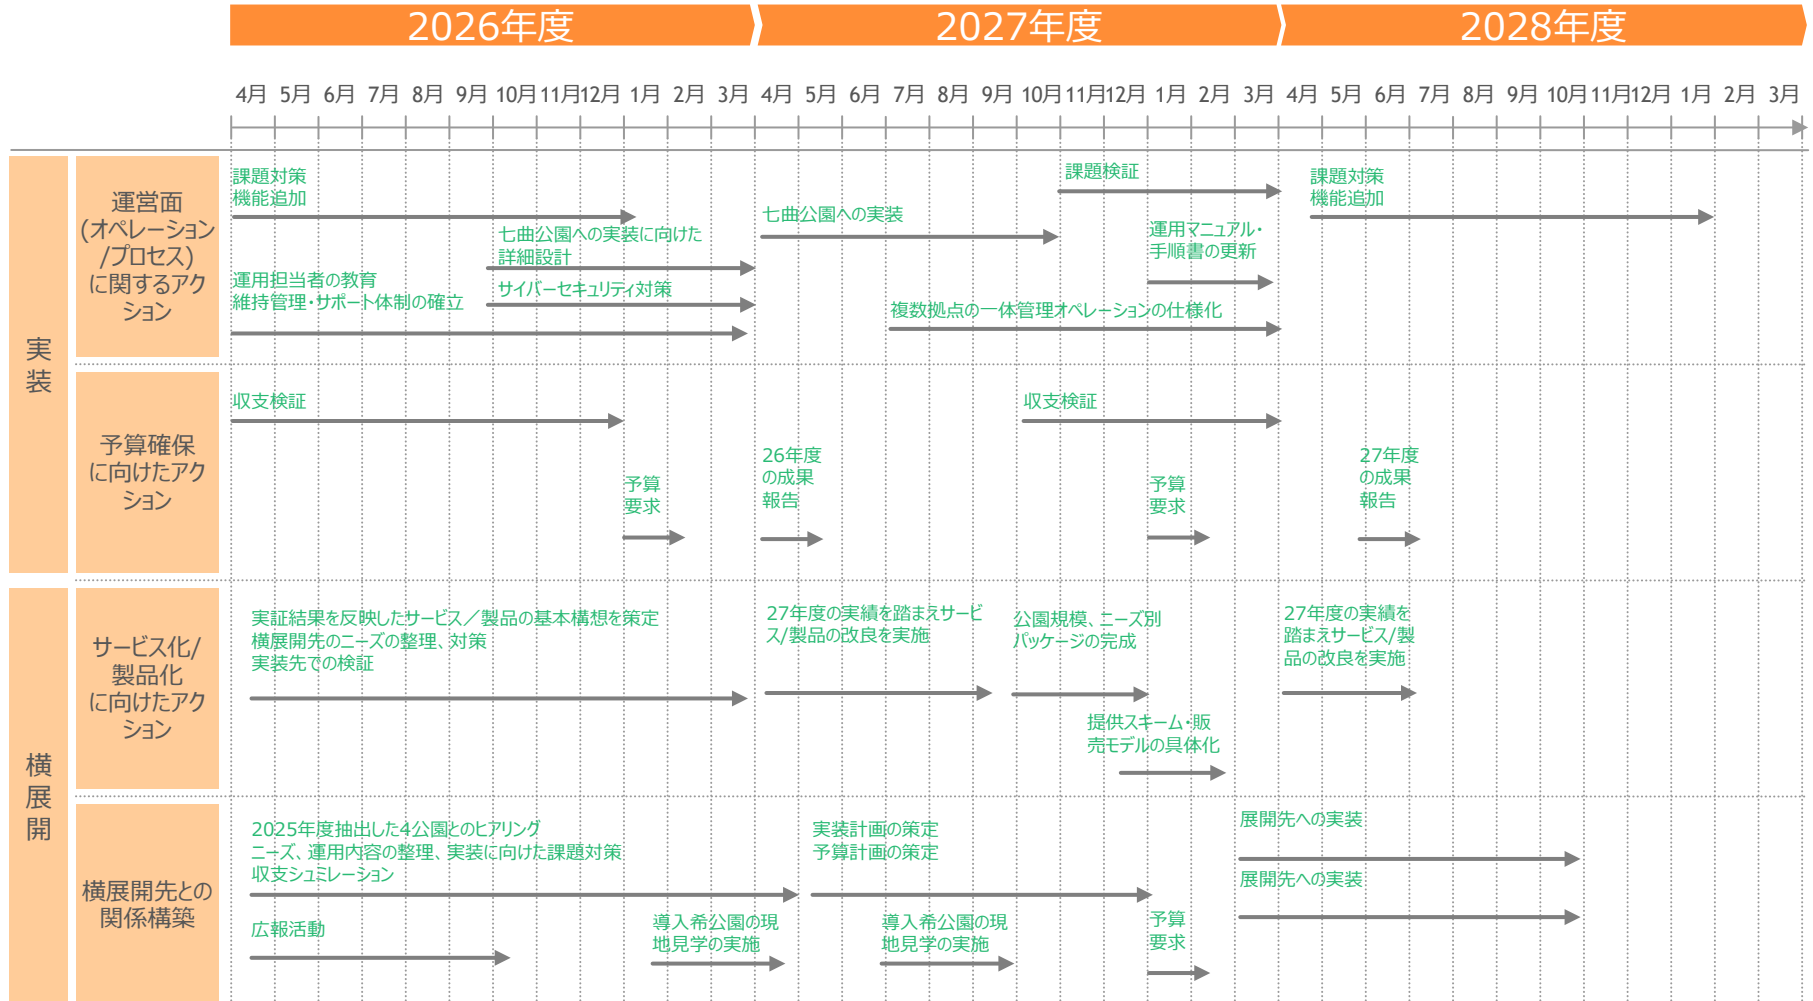 2026年度
2027年度
2028年度
4月 5月 6月 7月 8月 9月 10月 11月 12月 1月 2月 3月 4月 5月 6月 7月 8月 9月 10月 11月 12月 1月 2月 3月 4月 5月 6月 7月 8月 9月 10月 11月 12月 1月 2月 3月
実装
運営面
(オペレーション
/プロセス)
に関するアク
ション
課題対策
機能追加
七曲公園への実装に向けた
詳細設計
運用担当者の教育
維持管理・サポート体制の確立
サイバーセキュリティ対策
七曲公園への実装
課題検証
運用マニュアル・
手順書の更新
複数拠点の一体管理オペレーションの仕様化
課題対策
機能追加
予算確保
に向けたアク
ション
収支検証
予算
要求
26年度
の成果
報告
収支検証
予算
要求
27年度
の成果
報告
横展開
サービス化/
製品化
に向けたアク
ション
実証結果を反映したサービス／製品の基本構想を策定
横展開先のニーズの整理、対策
実装先での検証
27年度の実績を踏まえサービ
ス/製品の改良を実施
公園規模、ニーズ別
パッケージの完成
提供スキーム・販
売モデルの具体化
27年度の実績を
踏まえサービス/製
品の改良を実施
横展開先との
関係構築
2025年度抽出した4公園とのヒアリング
ニーズ、運用内容の整理、実装に向けた課題対策
収支シュミレーション
広報活動
導入希公園の現
地見学の実施
実装計画の策定
予算計画の策定
導入希公園の現
地見学の実施
予算
要求
展開先への実装
展開先への実装